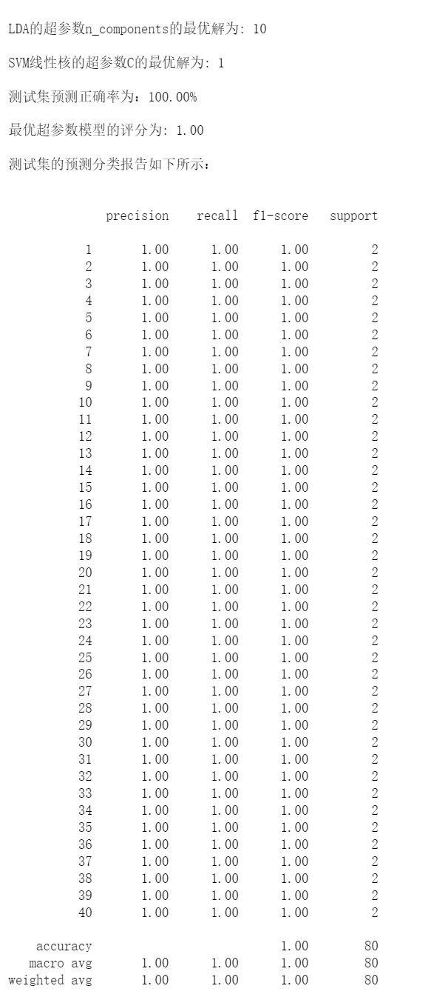 LDA的超参数n_components的最优解为: 10
SVM线性核的超参数C的最优解为: 1
测试集预测正确率为：100.00%
最优超参数模型的评分为: 1.00
测试集的预测分类报告如下所示：
precision recall f1-score support
1 1.00 1.00 1.00 2
2 1.00 1.00 1.00 2
3 1.00 1.00 1.00 2
4 1.00 1.00 1.00 2
5 1.00 1.00 1.00 2
6 1.00 1.00 1.00 2
7 1.00 1.00 1.00 2
8 1.00 1.00 1.00 2
9 1.00 1.00 1.00 2
10 1.00 1.00 1.00 2
11 1.00 1.00 1.00 2
12 1.00 1.00 1.00 2
13 1.00 1.00 1.00 2
14 1.00 1.00 1.00 2
15 1.00 1.00 1.00 2
16 1.00 1.00 1.00 2
17 1.00 1.00 1.00 2
18 1.00 1.00 1.00 2
19 1.00 1.00 1.00 2
20 1.00 1.00 1.00 2
21 1.00 1.00 1.00 2
22 1.00 1.00 1.00 2
23 1.00 1.00 1.00 2
24 1.00 1.00 1.00 2
25 1.00 1.00 1.00 2
26 1.00 1.00 1.00 2
27 1.00 1.00 1.00 2
28 1.00 1.00 1.00 2
29 1.00 1.00 1.00 2
30 1.00 1.00 1.00 2
31 1.00 1.00 1.00 2
32 1.00 1.00 1.00 2
33 1.00 1.00 1.00 2
34 1.00 1.00 1.00 2
35 1.00 1.00 1.00 2
36 1.00 1.00 1.00 2
37 1.00 1.00 1.00 2
38 1.00 1.00 1.00 2
39 1.00 1.00 1.00 2
40 1.00 1.00 1.00 2
accuracy 1.00 80
macro avg 1.00 1.00 1.00 80
weighted avg 1.00 1.00 1.00 80